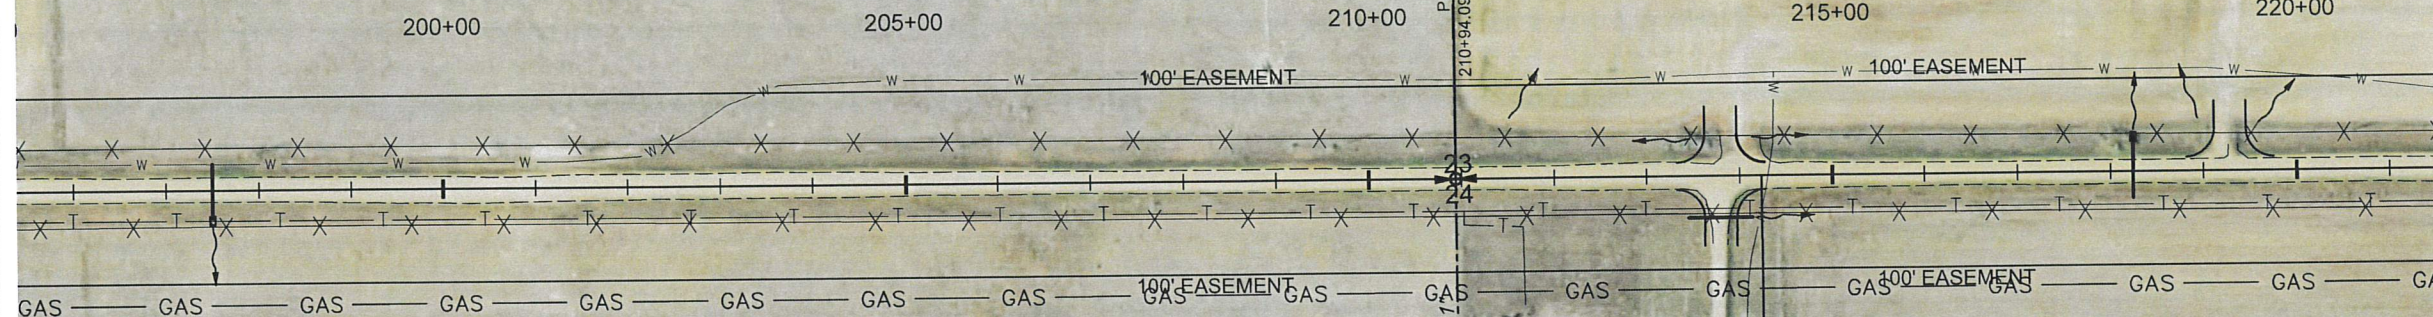 200+00
205+00
210+00
P
210+94.09
215+00
220+00
W W W 100' EASEMENT W W W 100' EASEMENT W W W
X X X X X X X X X X X X X X X X X X X X X X X X X X
W W W W W
23
24
T T T T T T T T T T T T T T T T T T T T T T T
X X X X X X X X X X X X X X X X X X X X X X X X X X
T
100' EASEMENT
100' EASEMENT
GAS GAS GAS GAS GAS GAS GAS GAS GAS GAS GAS GAS GAS GAS GAS GAS GAS